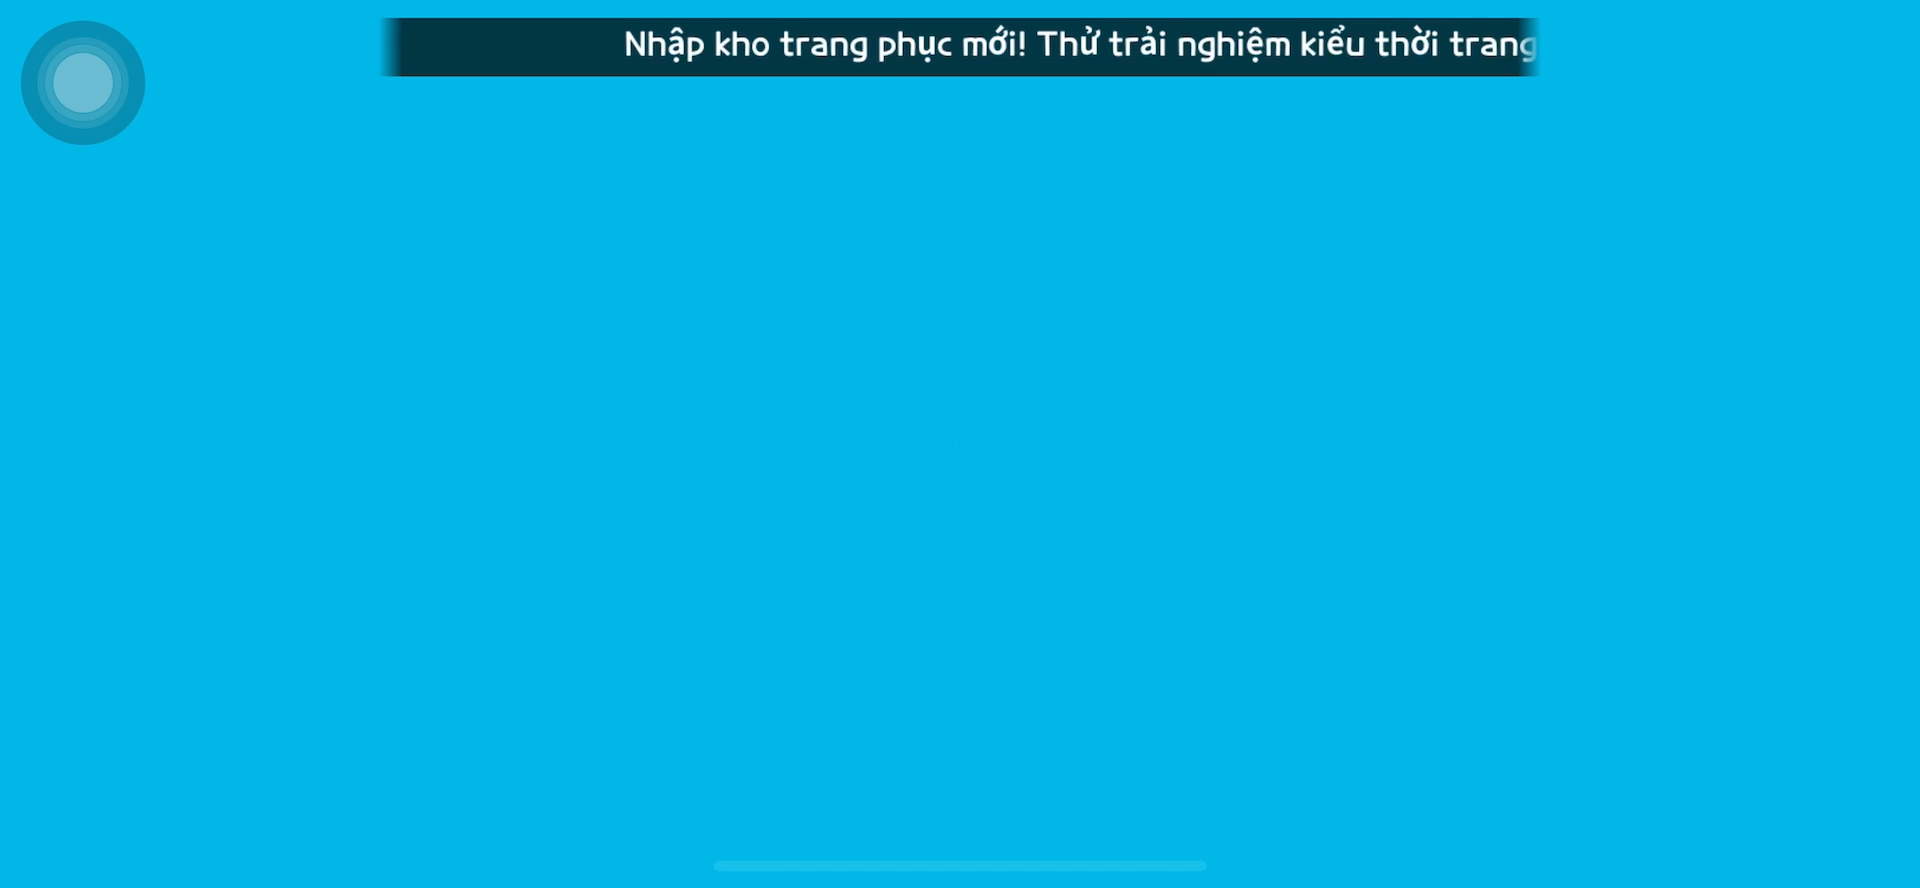 Nhập kho trang phục mới! Thử trải nghiệm kiểu thời trang